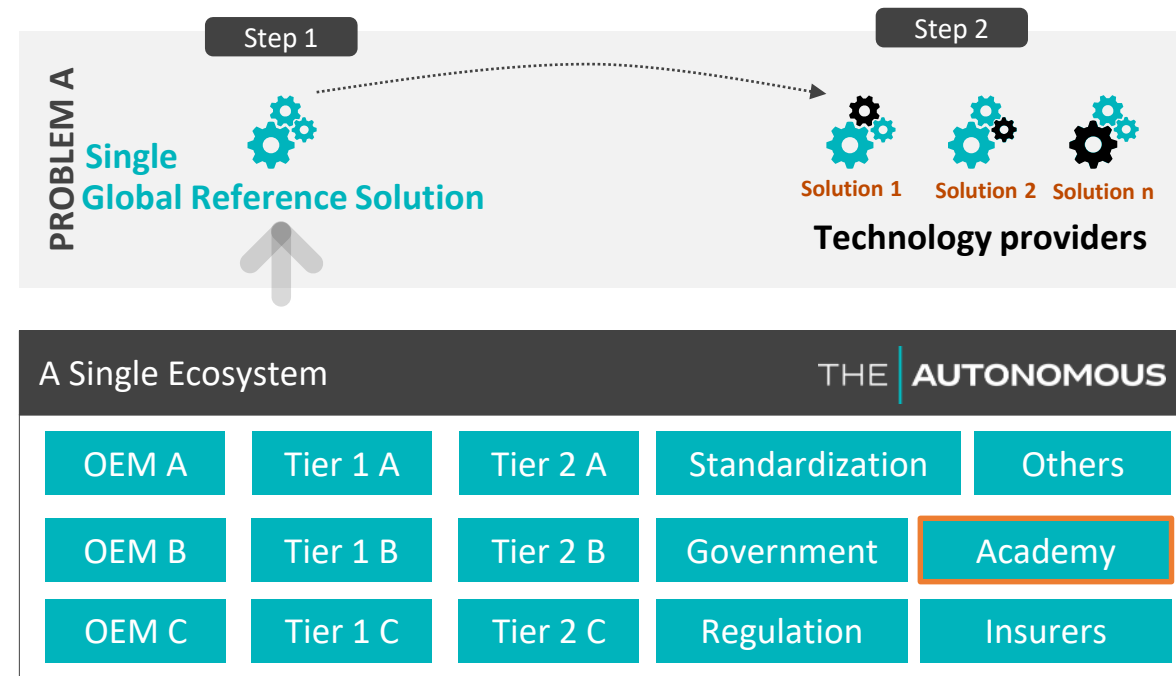 Step 1
Step 2
PROBLEM A
Single
Global Reference Solution
Solution 1
Solution 2
Solution n
Technology providers
A Single Ecosystem
THE AUTONOMOUS
OEM A
Tier 1 A
Tier 2 A
Standardization
Others
OEM B
Tier 1 B
Tier 2 B
Government
Academy
OEM C
Tier 1 C
Tier 2 C
Regulation
Insurers